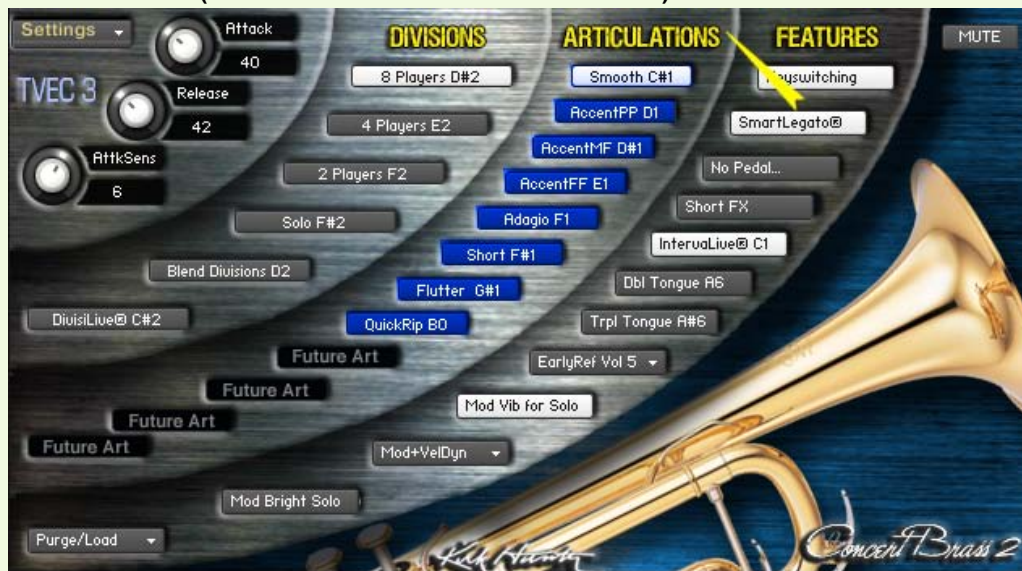 Settings
Attack
40
TVEC 3
Release
42
AttkSens
6
DIVISIONS
8 Players D#2
4 Players E2
2 Players F2
Solo F#2
Blend Divisions D2
DivisiLive® C#2
ARTICULATIONS
Smooth C#1
AccentPP D1
AccentMF D#1
AccentFF E1
Adagio F1
Short F#1
Flutter G#1
QuickRip B0
Future Art
Future Art
Future Art
Future Art
FEATURES
Keyswitching
SmartLegato®
No Pedal...
Short FX
IntervaLive® C1
Dbl Tongue A6
Trpl Tongue A#6
EarlyRef Vol 5
Mod Vib for Solo
Mod+VelDyn
Mod Bright Solo
Purge/Load
MUTE
Kirk Hunter
Concert Brass 2